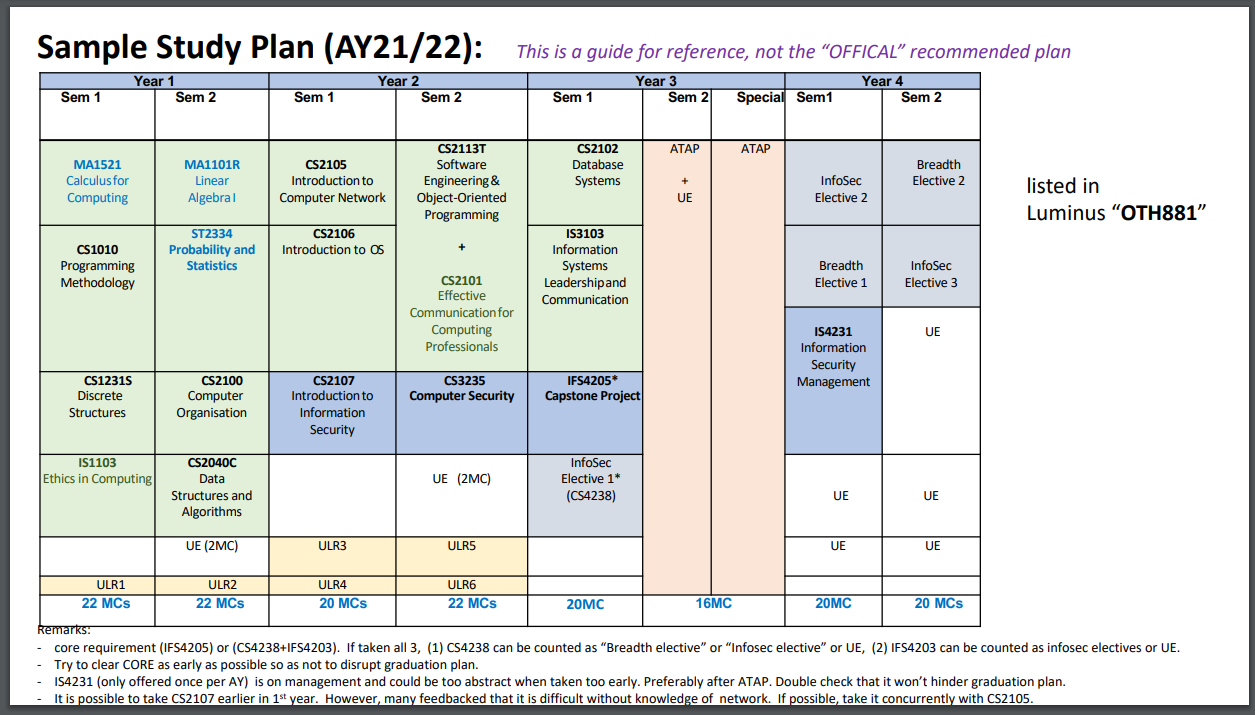 Sample Study Plan (AY21/22): This is a guide for reference, not the “OFFICAL” recommended plan
Year 1 Year 2 Year 3 Year 4
Sem 1 Sem 2 Sem 1 Sem 2 Sem 1 Sem 2 Special Sem1 Sem 2
MA1521
Calculus for
Computing
MA1101R
Linear
Algebra I
CS2105
Introduction to
Computer Network
CS2113T
Software
Engineering &
Object-Oriented
Programming
+
CS2101
Effective
Communication for
Computing
Professionals
CS2102
Database
Systems
ATAP
+
UE
ATAP
InfoSec
Elective 2
Breadth
Elective 2
listed in
Luminus “OTH881”
CS1010
Programming
Methodology
ST2334
Probability and
Statistics
CS2106
Introduction to OS
IS3103
Information
Systems
Leadership and
Communication
Breadth
Elective 1
InfoSec
Elective 3
IS4231
Information
Security
Management
UE
CS1231S
Discrete
Structures
CS2100
Computer
Organisation
CS2107
Introduction to
Information
Security
CS3235
Computer Security
IFS4205*
Capstone Project
IS1103
Ethics in Computing
CS2040C
Data
Structures and
Algorithms
UE (2MC)
InfoSec
Elective 1*
(CS4238)
UE
UE
UE (2MC)
ULR3
ULR5
UE
UE
ULR1
ULR2
ULR4
ULR6
22 MCs 22 MCs 20 MCs 22 MCs 20MC 16MC 20MC 20 MCs
Remarks:
- core requirement (IFS4205) or (CS4238+IFS4203). If taken all 3, (1) CS4238 can be counted as “Breadth elective” or “Infosec elective” or UE, (2) IFS4203 can be counted as infosec electives or UE.
- Try to clear CORE as early as possible so as not to disrupt graduation plan.
- IS4231 (only offered once per AY) is on management and could be too abstract when taken too early. Preferably after ATAP. Double check that it won’t hinder graduation plan.
- It is possible to take CS2107 earlier in 1st year. However, many feedbacked that it is difficult without knowledge of network. If possible, take it concurrently with CS2105.